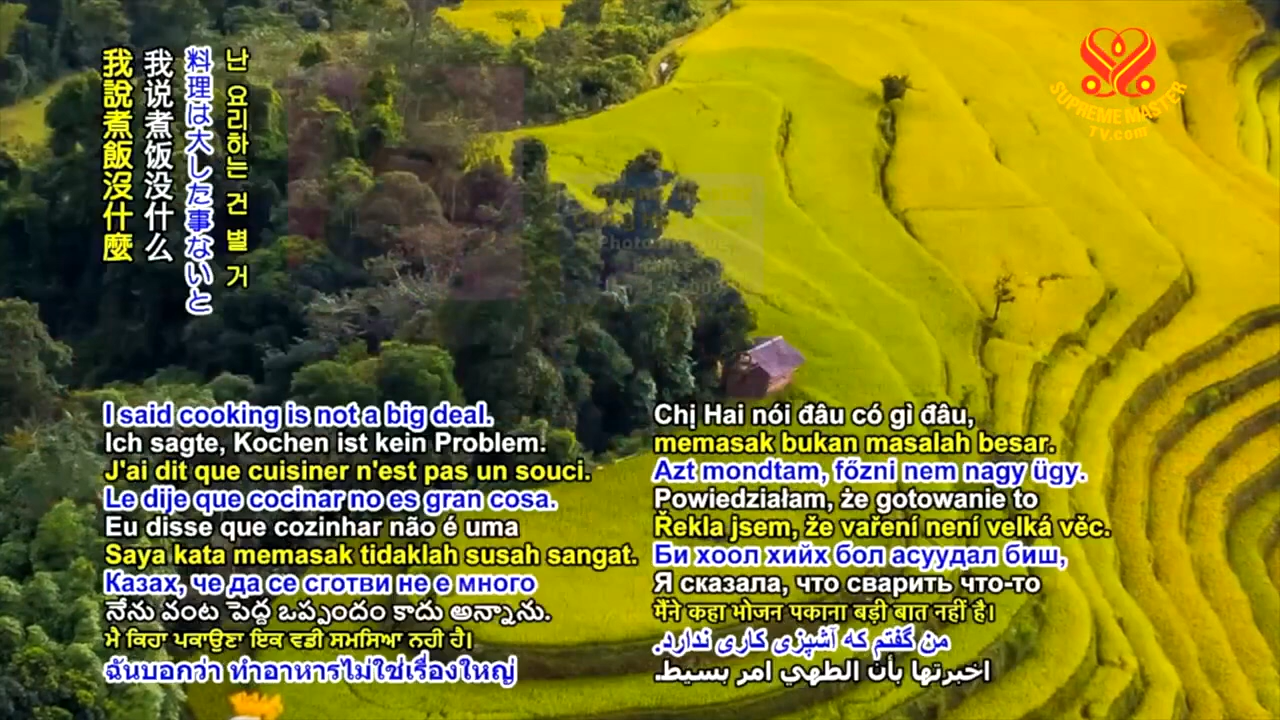 我說煮飯沒什麼
我说煮饭没什么
料理は大した事ないと
난 요리하는 건 별 거
SUPREME MASTER
TV.com
I said cooking is not a big deal.
Ich sagte, Kochen ist kein Problem.
J'ai dit que cuisiner n'est pas un souci.
Le dije que cocinar no es gran cosa.
Eu disse que cozinhar não é uma
Saya kata memasak tidaklah susah sangat.
Казах, че да се сготви не е много
నేను వంట పెద్ద ఒప్పందం కాదు అన్నాను.
ਮੈ ਕਿਹਾ ਪਕਾਉਣਾ ਇਕ ਵਡੀ ਸਮਸਿਆ ਨਹੀ ਹੈ।
ฉันบอกว่า ทำอาหารไม่ใช่เรื่องใหญ่
Chị Hai nói đâu có gì đâu,
memasak bukan masalah besar.
Azt mondtam, főzni nem nagy ügy.
Powiedziałam, że gotowanie to
Řekla jsem, že vaření není velká věc.
Би хоол хийх бол асуудал биш,
Я сказала, что сварить что-то
मैंने कहा भोजन पकाना बड़ी बात नहीं है।
من گفتم که آشپزی کاری ندارد.
اخبرتها بأن الطهي امر بسيط.